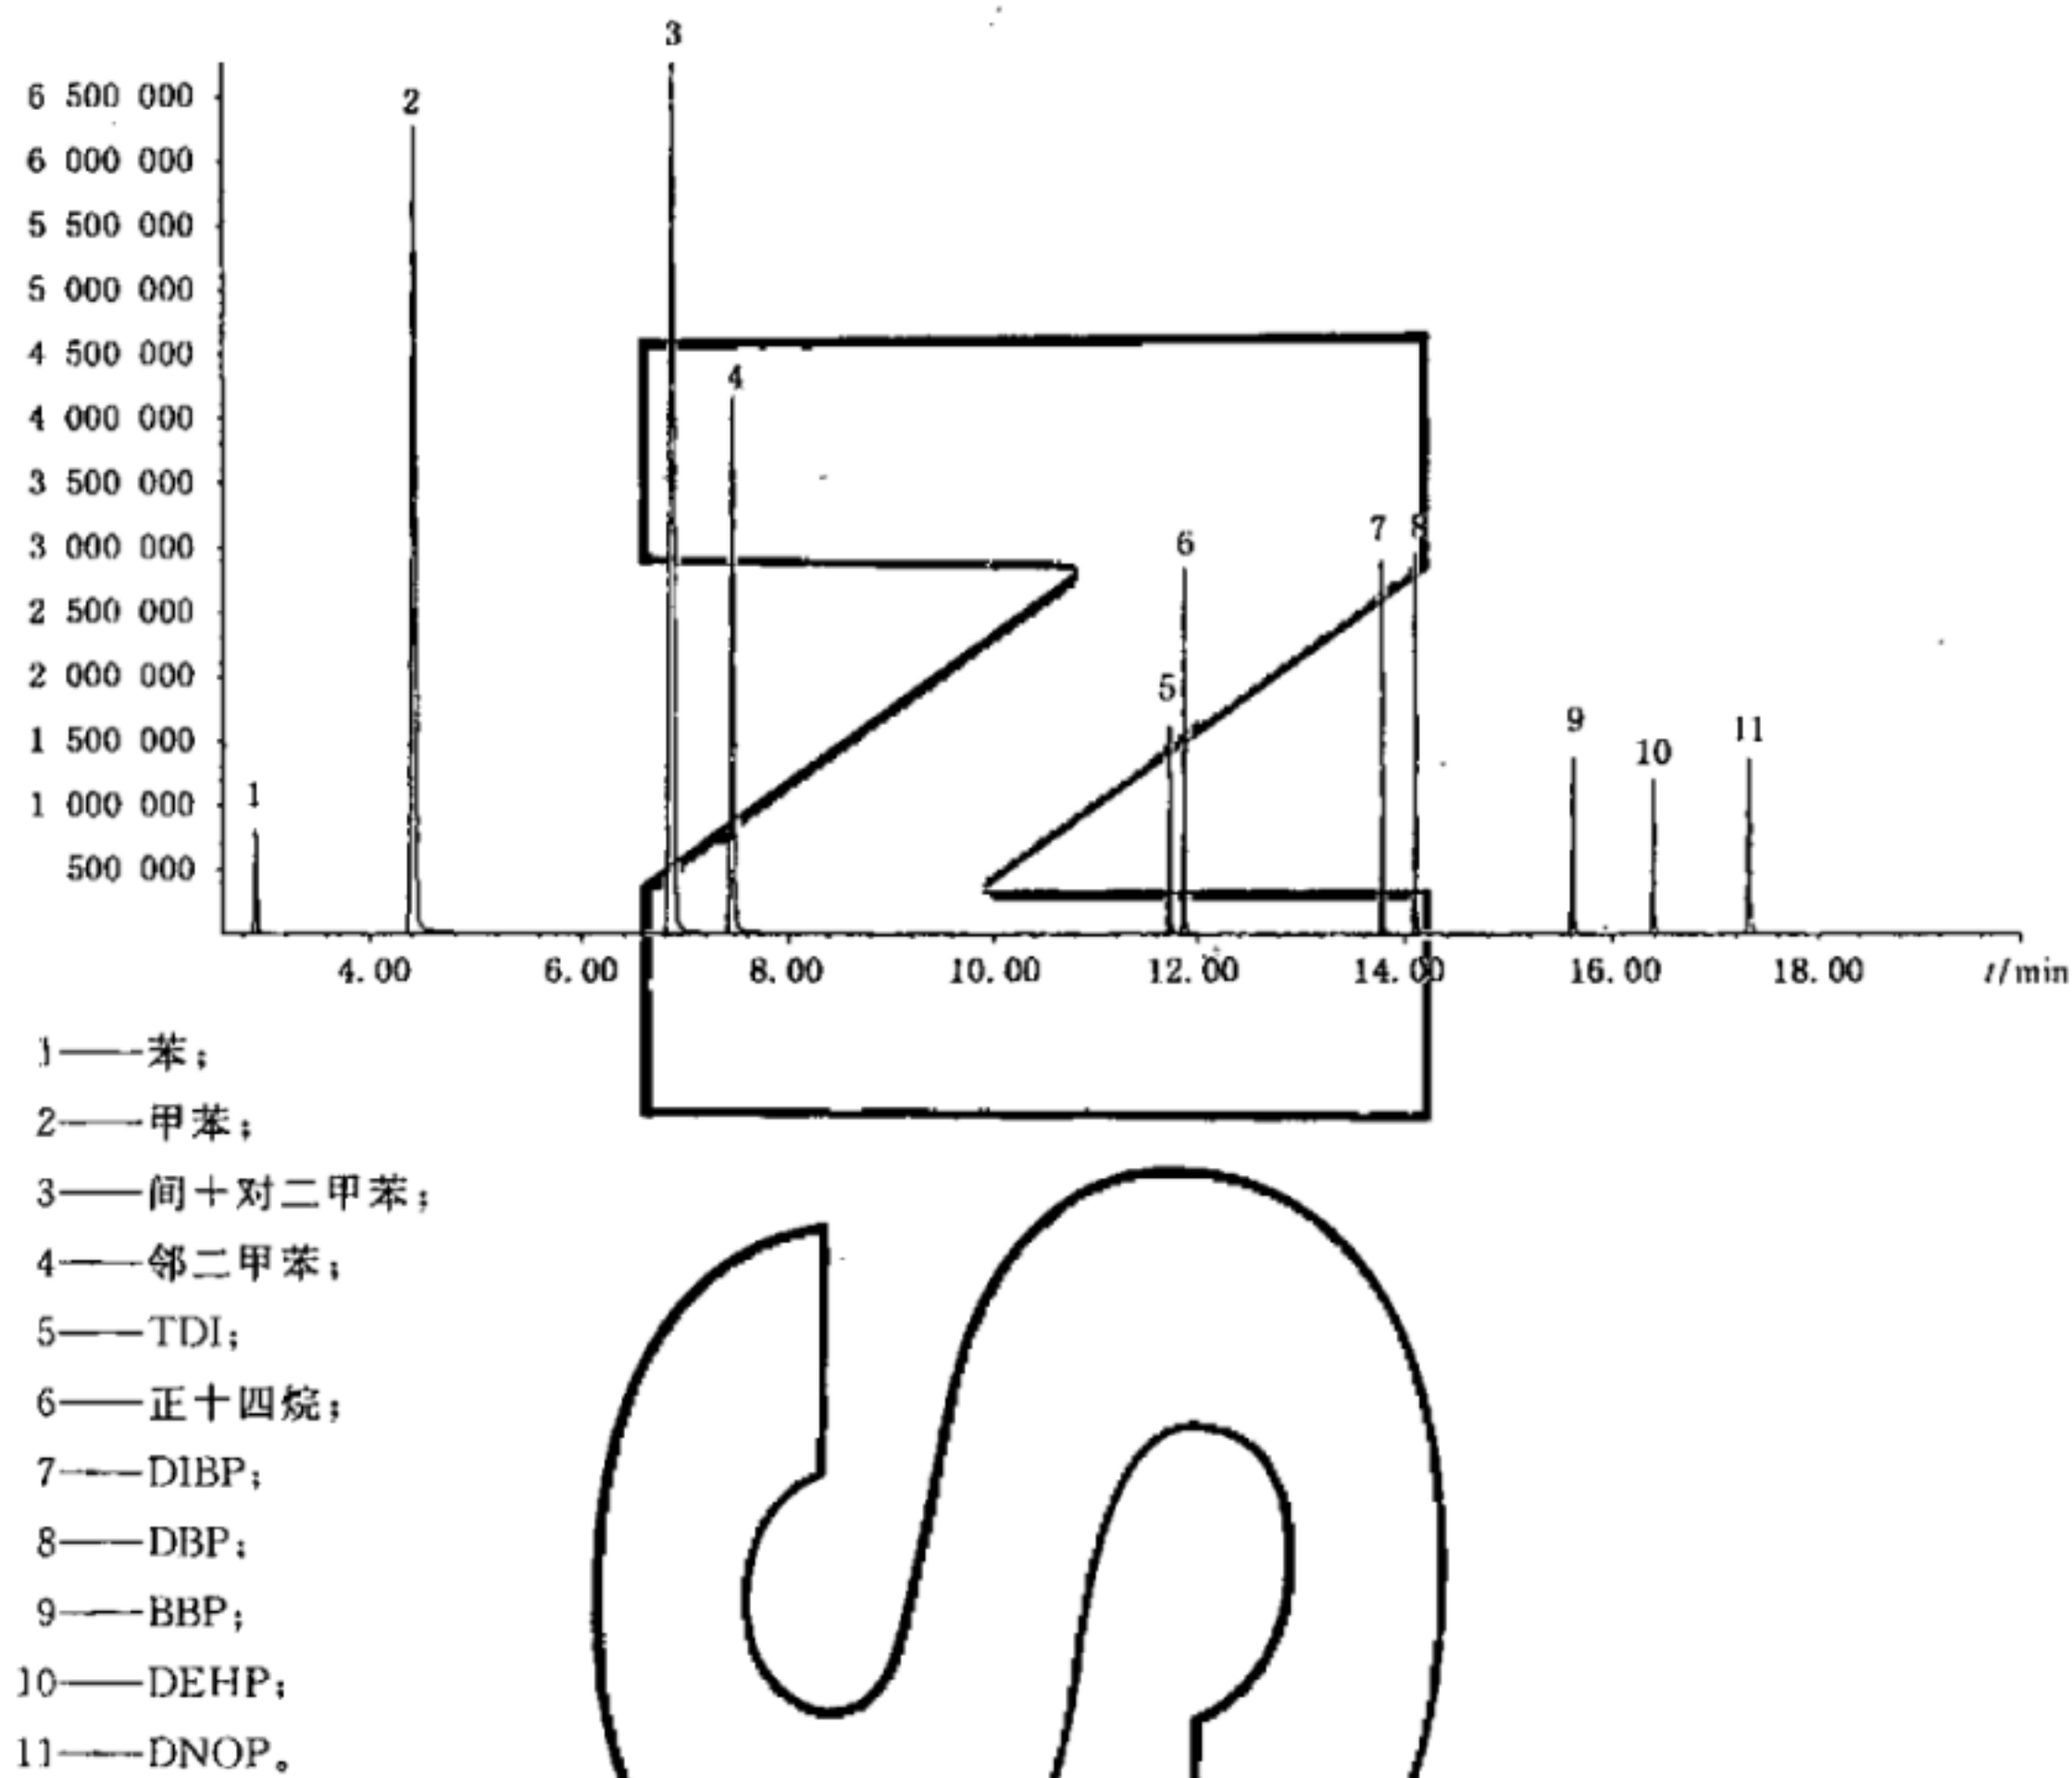 3
6 500 000
2
6 000 000
5 500 000
5 000 000
4 500 000
4
4 000 000
3 500 000
7 8
3 000 000
6
2 500 000
5
2 000 000
9
11
1 500 000
10
1
1 000 000
500 000
4.00 6.00 8.00 10.00 12.00 14.00 16.00 18.00 t/min
1——苯;
2——甲苯;
3——间+对二甲苯;
4——邻二甲苯;
5——TDI;
6——正十四烷;
7——DIBP;
8——DBP;
9——BBP;
10——DEHP;
11——DNOP。